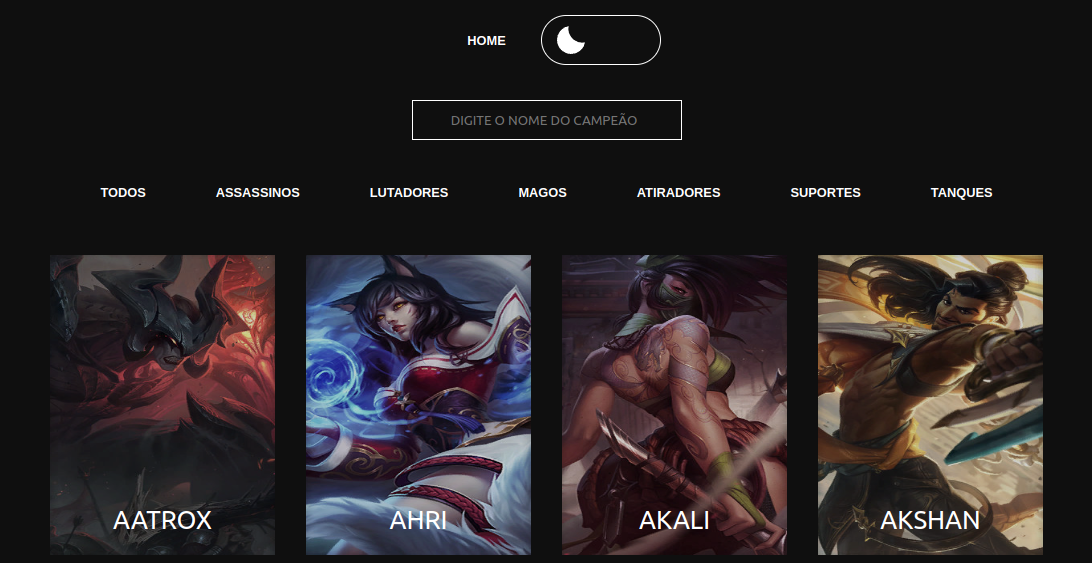 HOME
DIGITE O NOME DO CAMPEÃO
TODOS ASSASSINOS LUTADORES MAGOS ATIRADORES SUPORTES TANQUES
AATROX AHRI AKALI AKSHAN